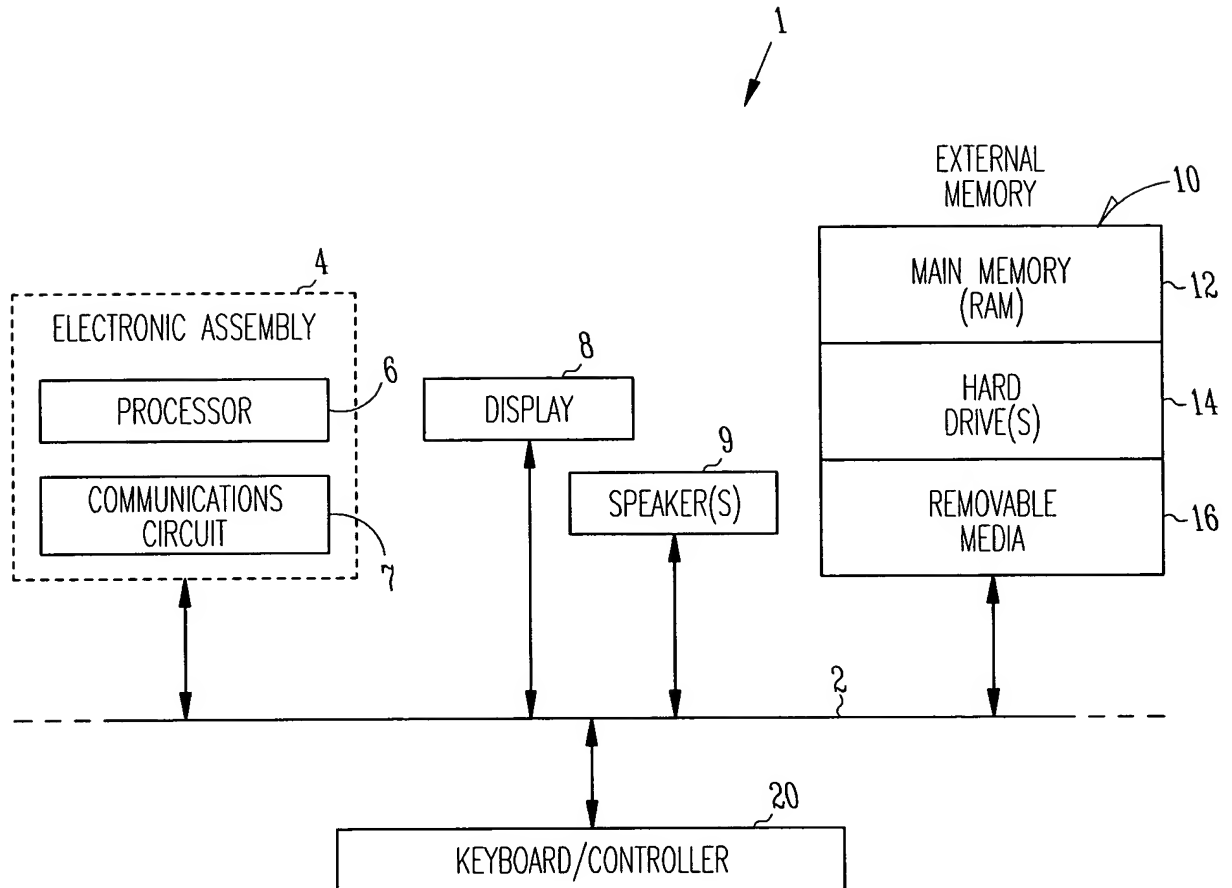 1
EXTERNAL
MEMORY
10
MAIN MEMORY
(RAM)
12
4
ELECTRONIC ASSEMBLY
8
6
PROCESSOR
DISPLAY
HARD
DRIVE(S)
14
9
COMMUNICATIONS
CIRCUIT
SPEAKER(S)
REMOVABLE
MEDIA
16
7
2
20
KEYBOARD/CONTROLLER